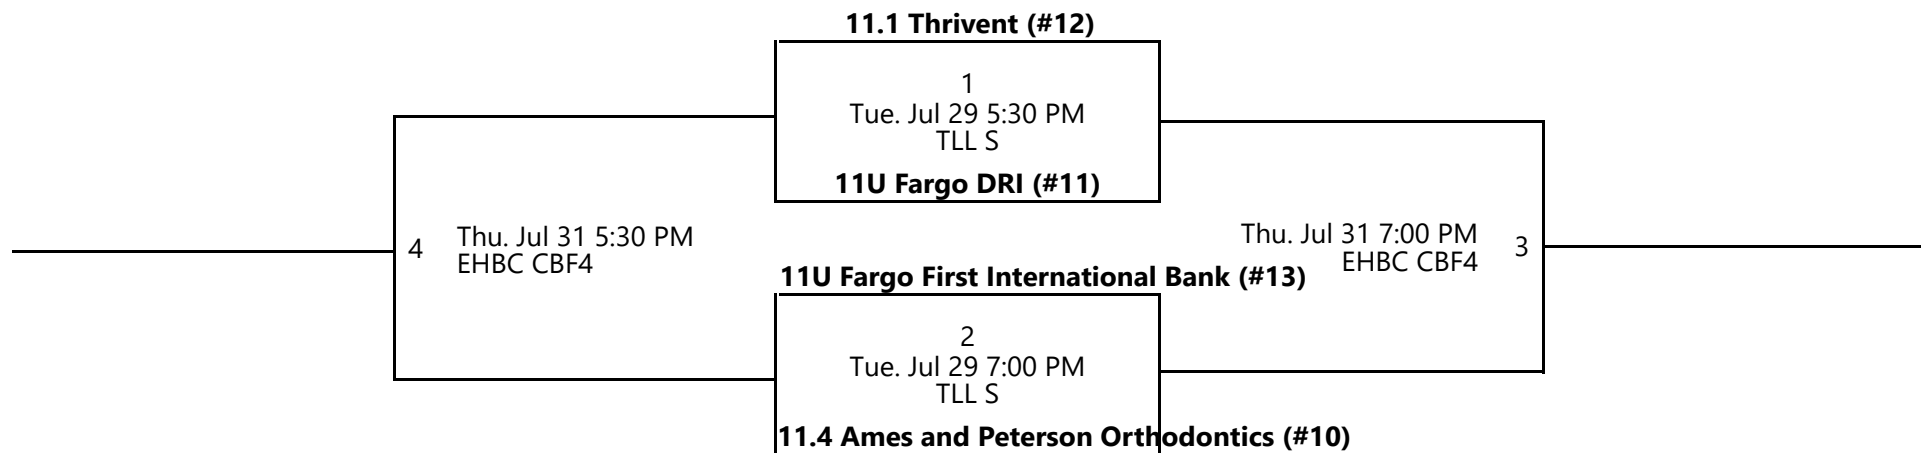 11.1 Thrivent (#12)
1
Tue. Jul 29 5:30 PM
TLL S
11U Fargo DRI (#11)
4
Thu. Jul 31 5:30 PM
EHBC CBF4
Thu. Jul 31 7:00 PM
EHBC CBF4
3
11U Fargo First International Bank (#13)
2
Tue. Jul 29 7:00 PM
TLL S
11.4 Ames and Peterson Orthodontics (#10)